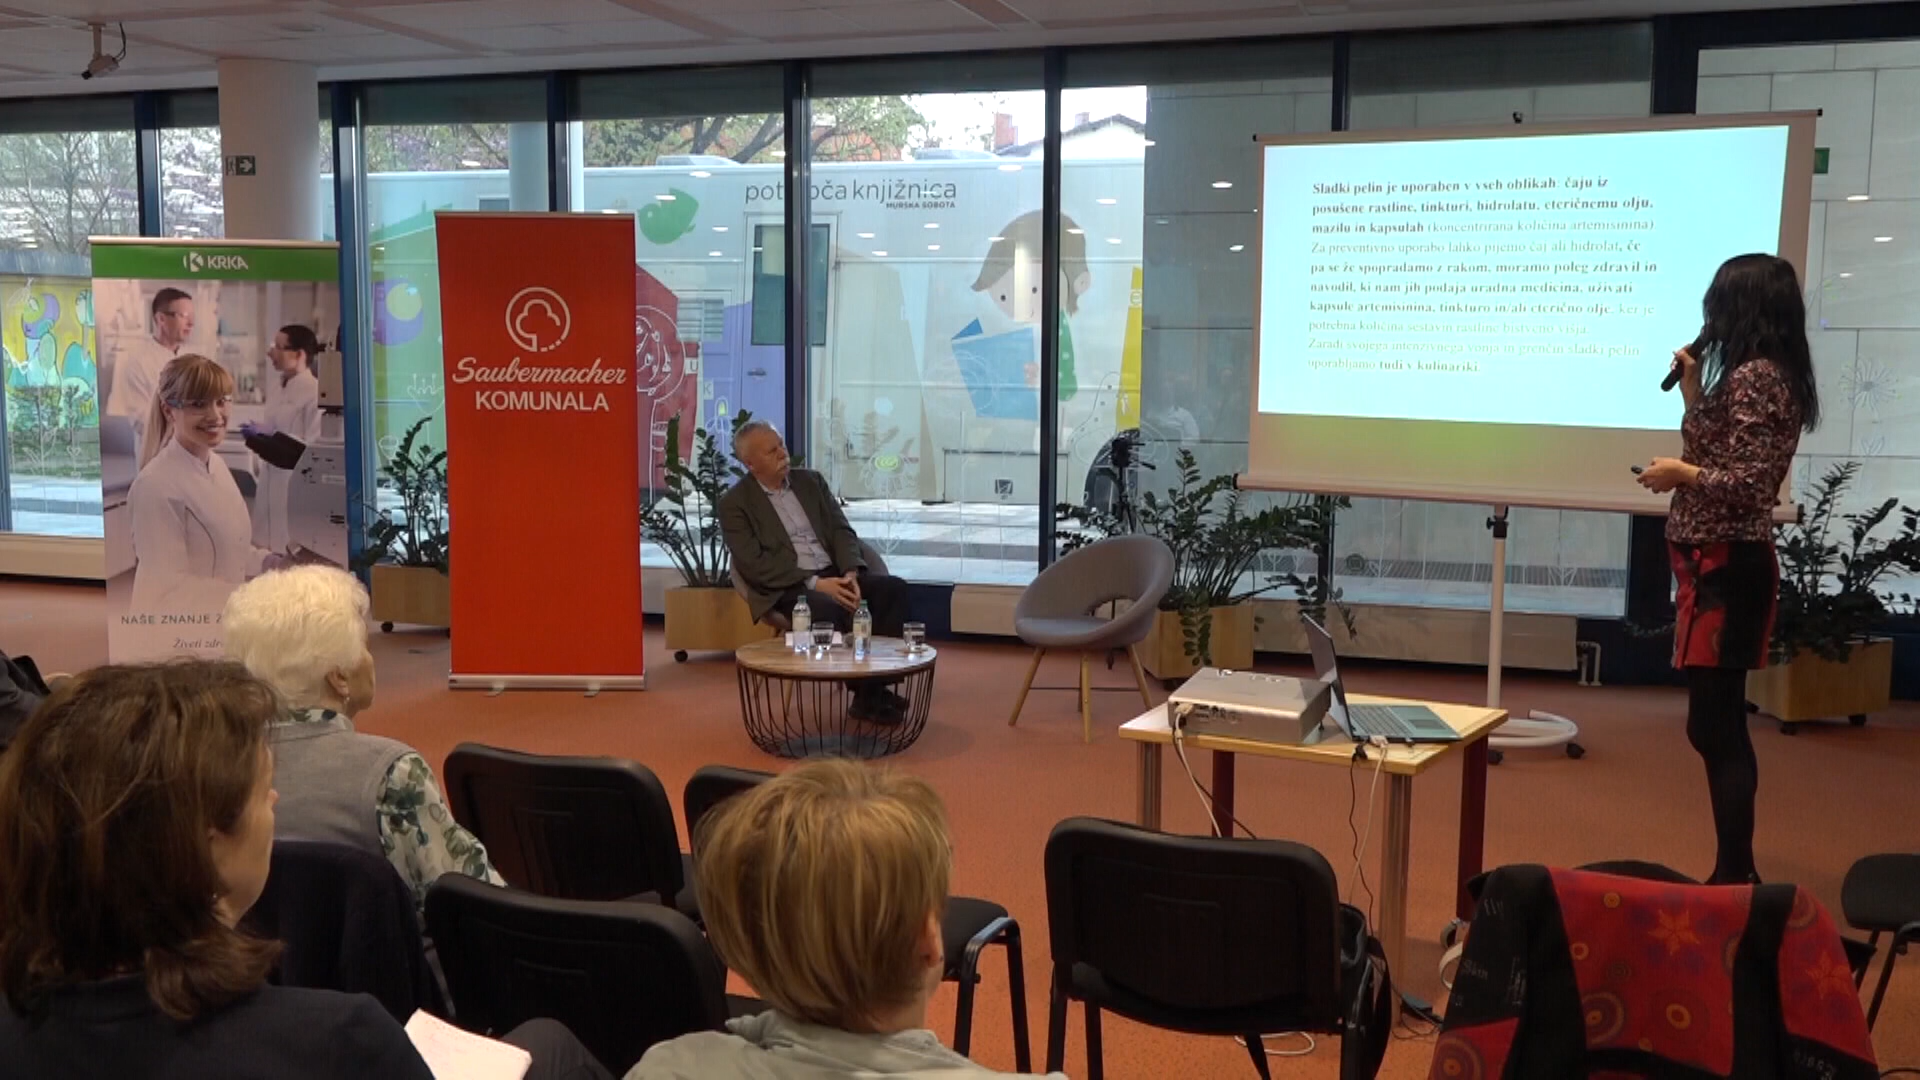 KRKA
NAŠE ZNANJE
Živeti
Saubermacher
KOMUNALA
knjižnica
MURSKA SOBOTA
Sladki pelin je uporaben v vseh oblikah: čaju iz
posušene rastline, tinkturi, hidrolatu, eteričnemu olju,
mazilu in kapsulah (koncentrirana količina artemisinina).
Za preventivno uporabo lahko pijemo čaj ali hidrolat, če
pa se že spopradamo z rakom, moramo poleg zdravil in
navodil, ki nam jih podaja uradna medicina, uživati
kapsule artemisinina, tinkturo in/ali eterično olje, ker je
potrebna količina sestavin rastline bistveno višja.
Zaradi svojega intenzivnega vonja in grenčin sladki pelin
uporabljamo tudi v kulinariki.